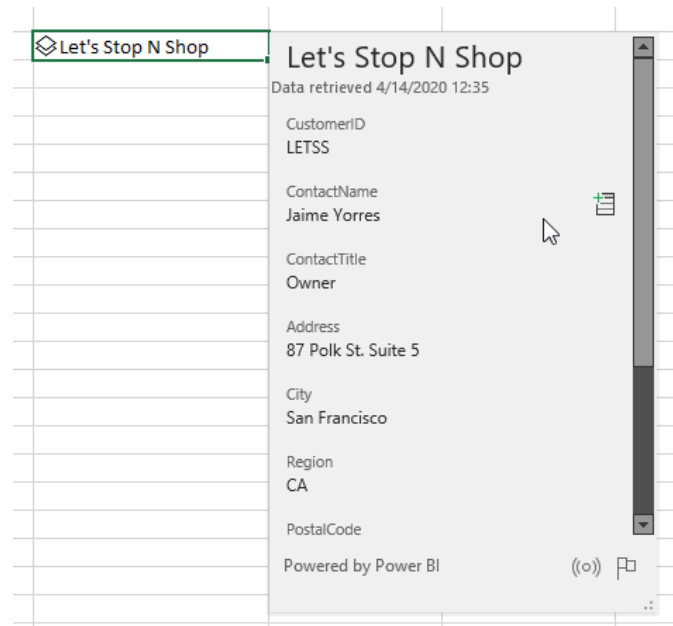 Let's Stop N Shop
Let's Stop N Shop
Data retrieved 4/14/2020 12:35
CustomerID
LETSS
ContactName
Jaime Yorres
ContactTitle
Owner
Address
87 Polk St. Suite 5
City
San Francisco
Region
CA
PostalCode
Powered by Power BI